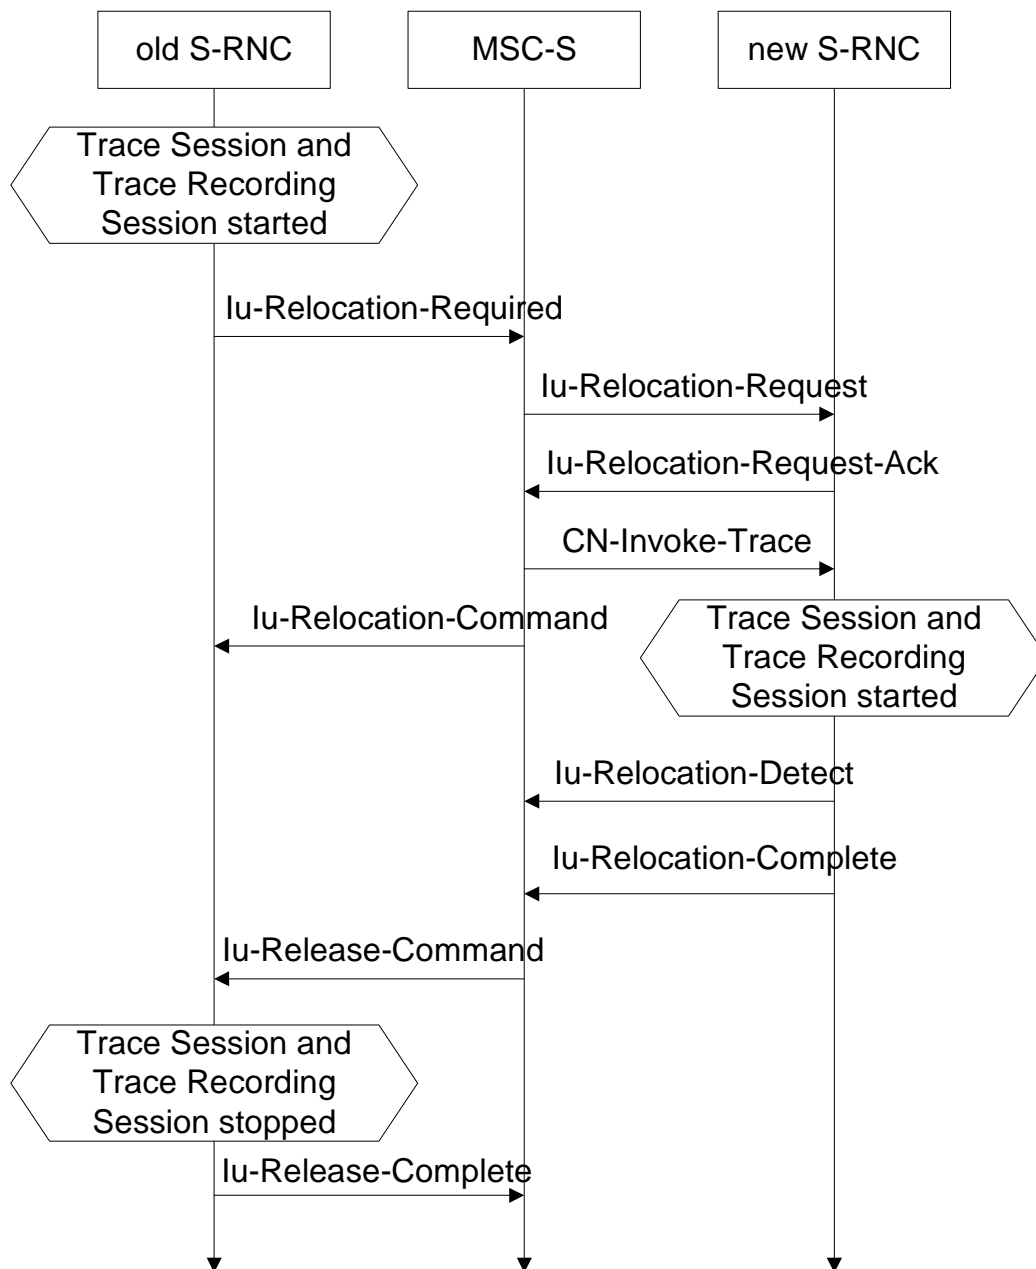 old S-RNC
MSC-S
new S-RNC
Trace Session and
Trace Recording
Session started
Iu-Relocation-Required
Iu-Relocation-Request
Iu-Relocation-Request-Ack
CN-Invoke-Trace
Iu-Relocation-Command
Trace Session and
Trace Recording
Session started
Iu-Relocation-Detect
Iu-Relocation-Complete
Iu-Release-Command
Trace Session and
Trace Recording
Session stopped
Iu-Release-Complete